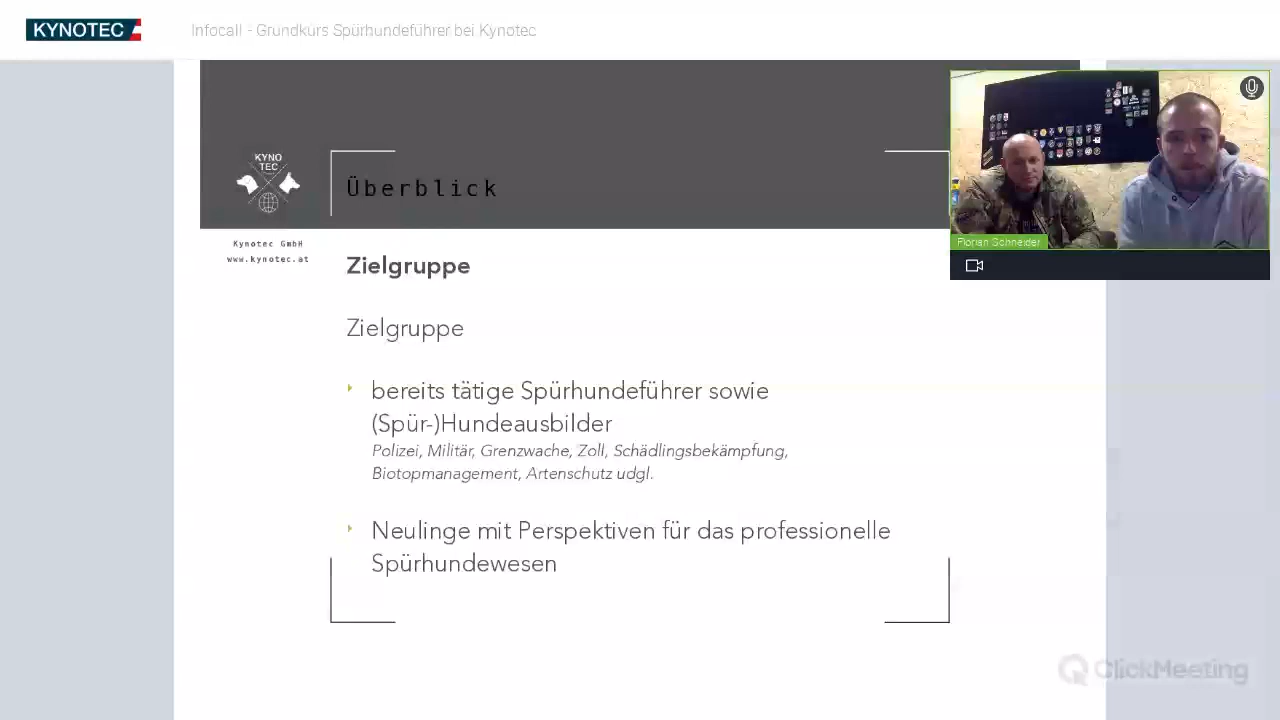 KYNOTEC
Infocall - Grundkurs Spürhundeführer bei Kynotec
KYNO
TEC
Überblick
Florian Schneider
Kynotec GmbH
www.kynotec.at
Zielgruppe
Zielgruppe
bereits tätige Spürhundeführer sowie
(Spür-)Hundeausbilder
Polizei, Militär, Grenzwache, Zoll, Schädlingsbekämpfung,
Biotopmanagement, Artenschutz udgl.
Neulinge mit Perspektiven für das professionelle
Spürhundewesen
ClickMeeting